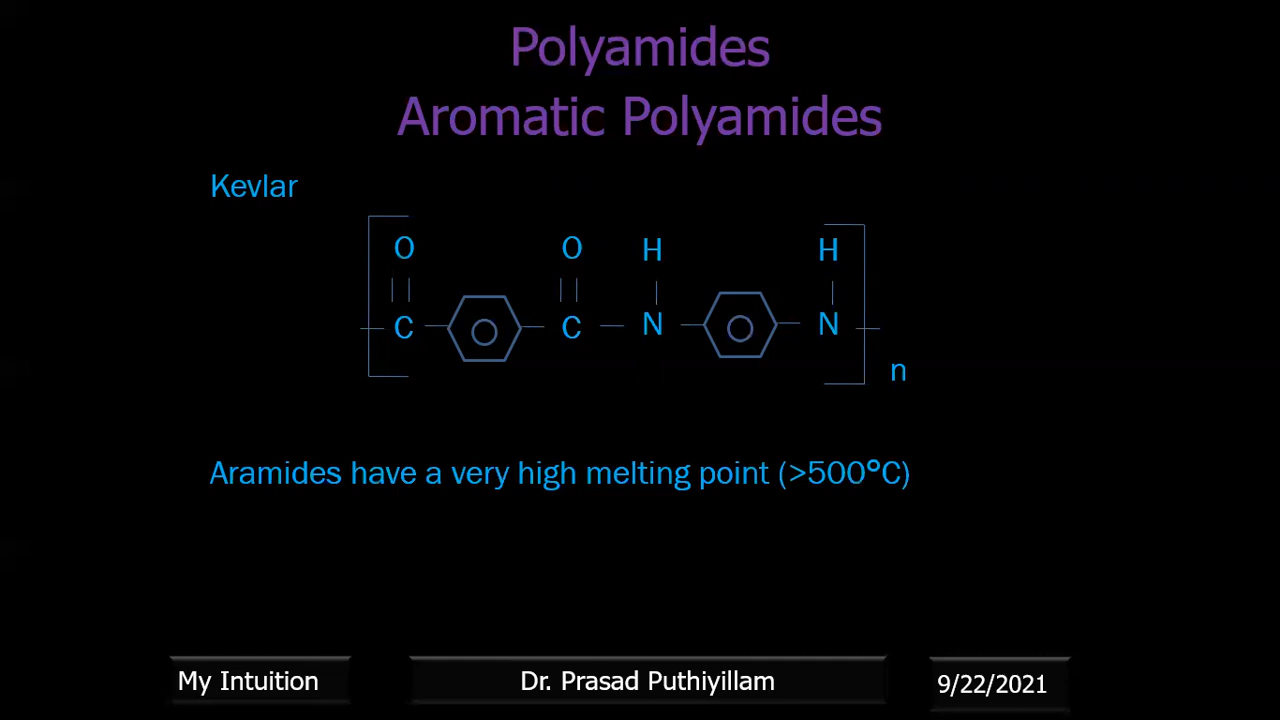 Polyamides
Aromatic Polyamides
Kevlar
O O H H
C C N N
n
Aramides have a very high melting point (>500°C)
My Intuition Dr. Prasad Puthiyillam 9/22/2021